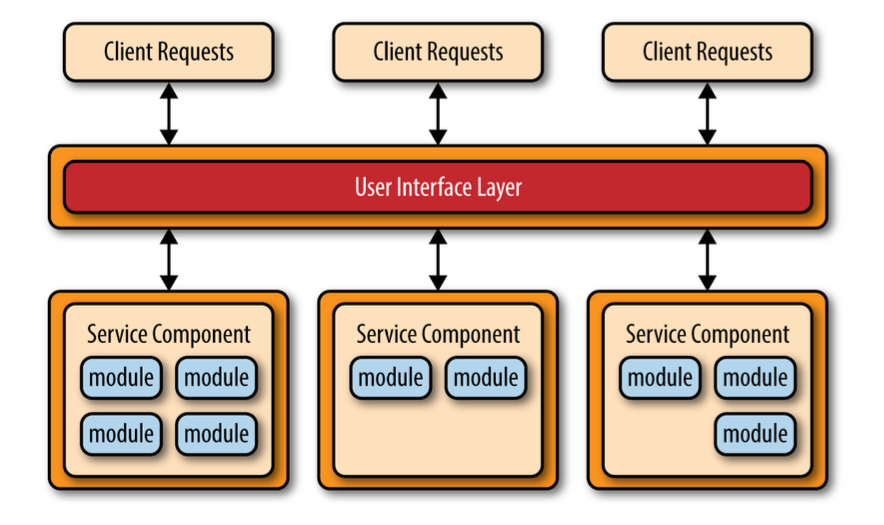 Client Requests
Client Requests
Client Requests
User Interface Layer
Service Component
module module
module module
Service Component
module module
Service Component
module module
module